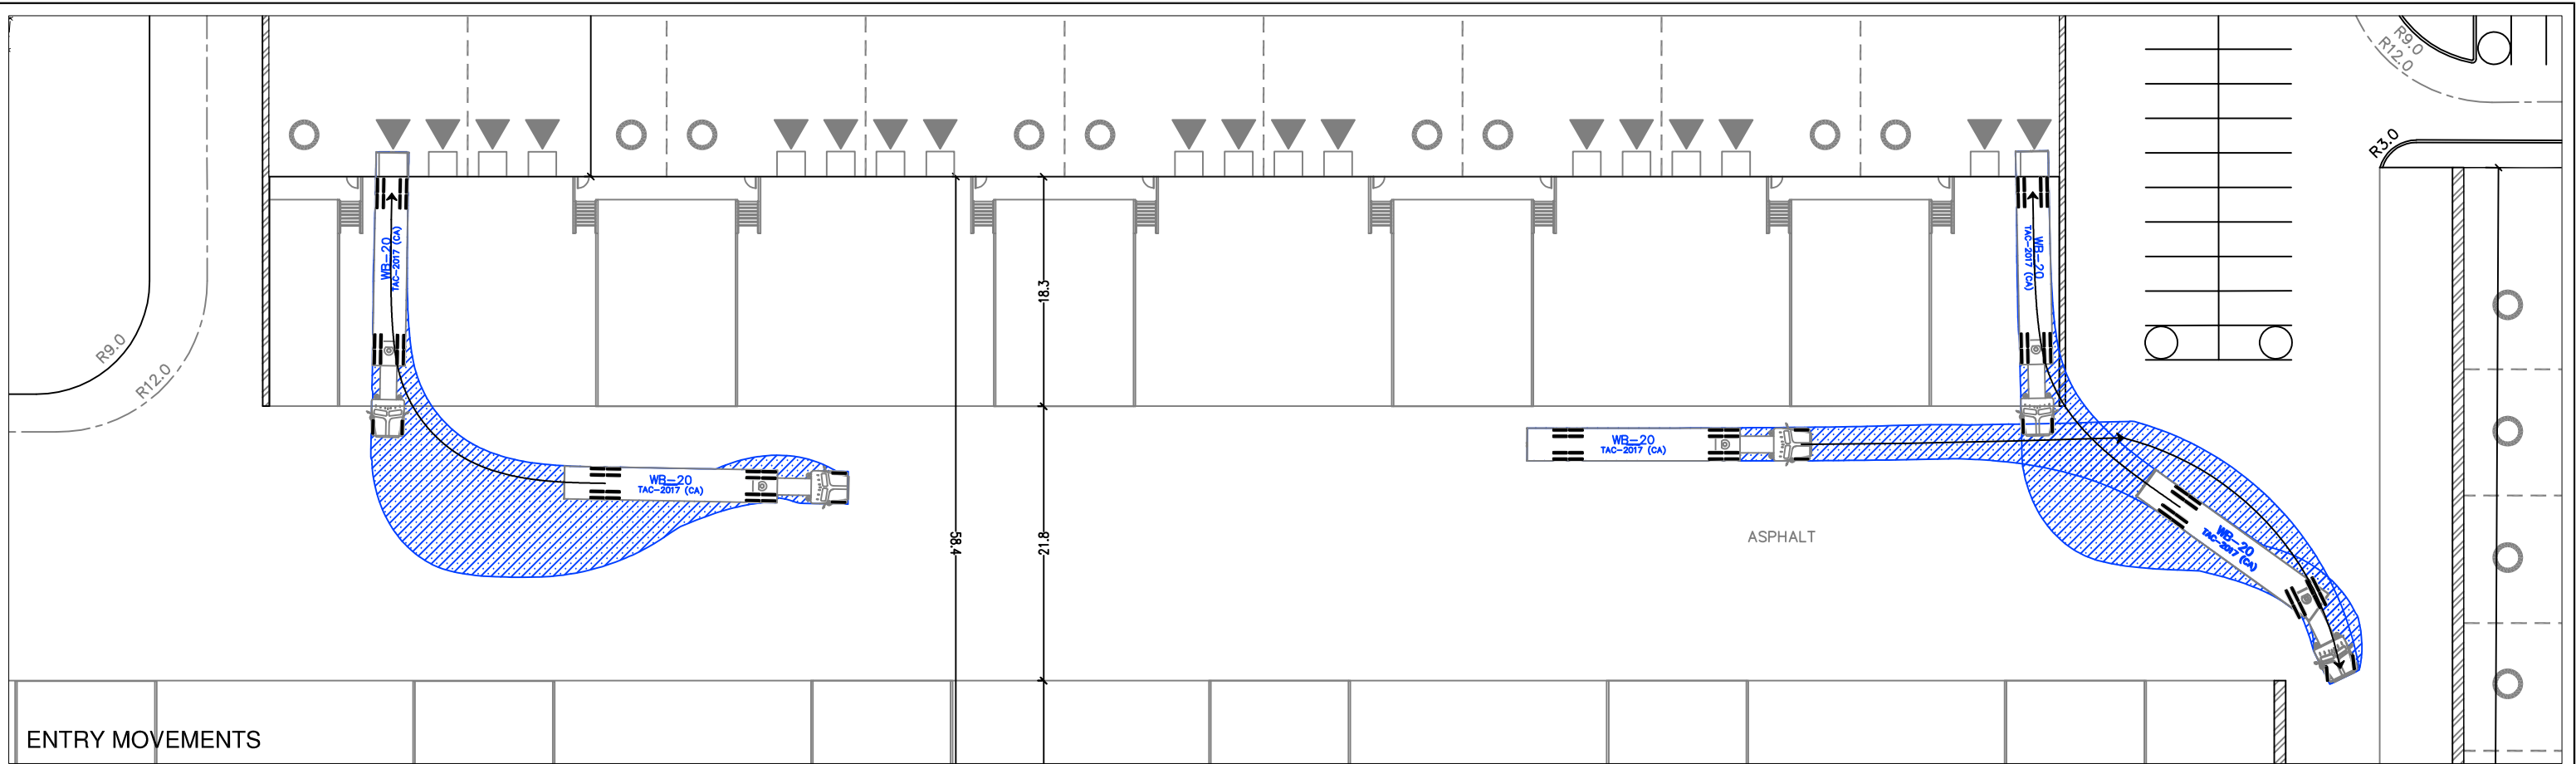 R9.0
R12.0
R9.0
R12.0
R3.0
WB-20
TAC-2017 (CA)
18.3
WB-20
TAC-2017 (CA)
WB-20
TAC-2017 (CA)
WB-20
TAC-2017 (CA)
58.4
21.8
ASPHALT
WB-20
TAC-2017 (CA)
ENTRY MOVEMENTS